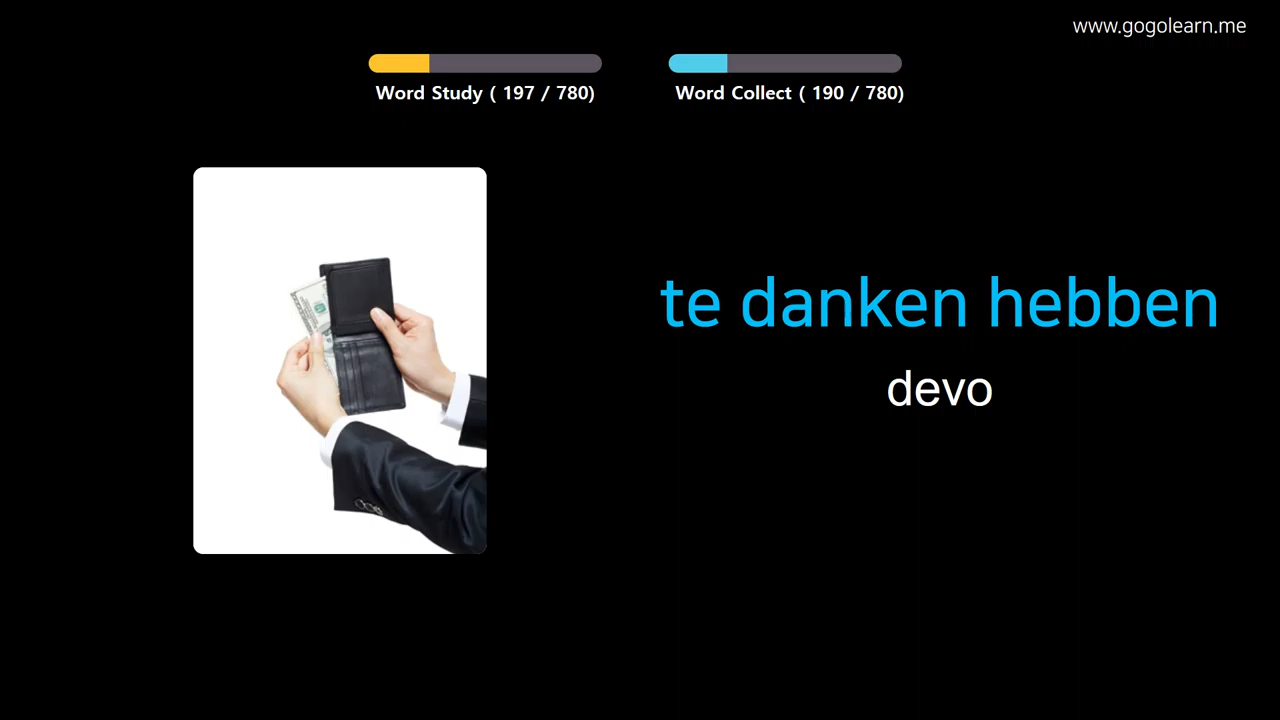 www.gogolearn.me
Word Study ( 197 / 780)
Word Collect ( 190 / 780)
te danken hebben
devo